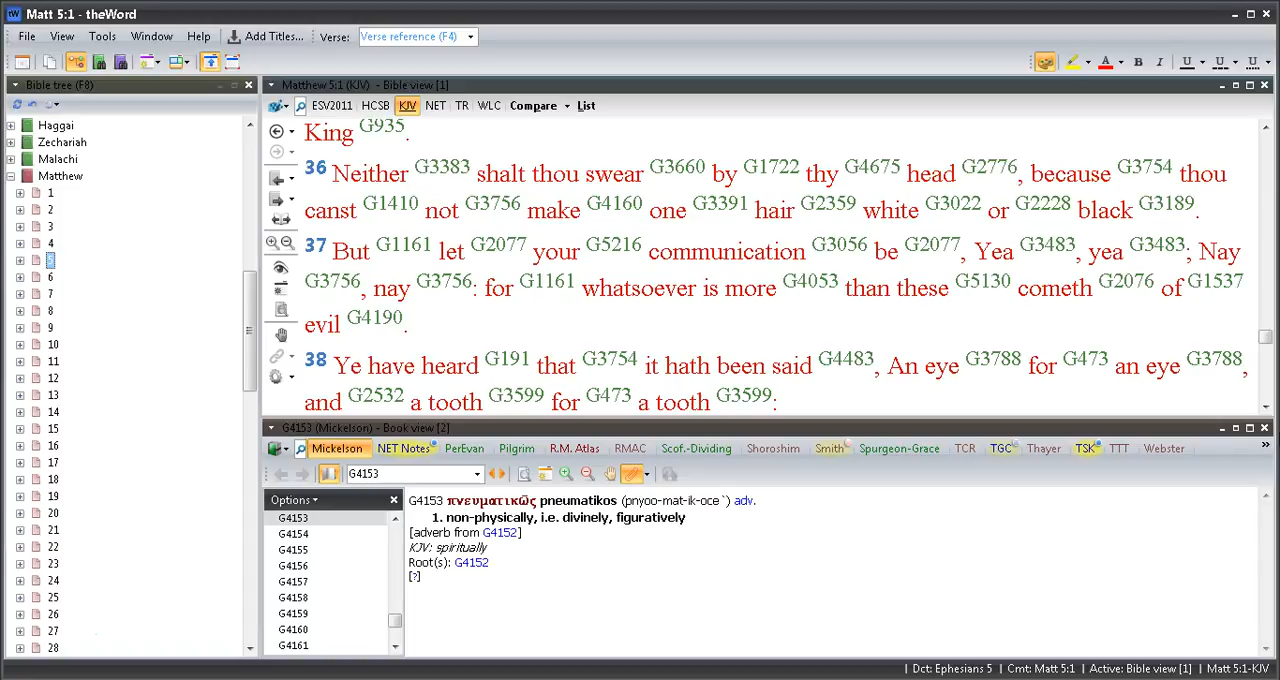 Matt 5:1 - theWord
File View Tools Window Help Add Titles... Verse: Verse reference (F4)
Bible tree (F8)
Haggai
Zechariah
Malachi
Matthew
1
2
3
4
5
6
7
8
9
10
11
12
13
14
15
16
17
18
19
20
21
22
23
24
25
26
27
28
Matthew 5:1 (KJV) - Bible view [1]
ESV2011 HCSB KJV NET TR WLC Compare List
King G935.
36 Neither G3383 shalt thou swear G3660 by G1722 thy G4675 head G2776, because G3754 thou
canst G1410 not G3756 make G4160 one G3391 hair G2359 white G3022 or G2228 black G3189.
37 But G1161 let G2077 your G5216 communication G3056 be G2077, Yea G3483, yea G3483; Nay
G3756, nay G3756: for G1161 whatsoever is more G4053 than these G5130 cometh G2076 of G1537
evil G4190.
38 Ye have heard G191 that G3754 it hath been said G4483, An eye G3788 for G473 an eye G3788,
and G2532 a tooth G3599 for G473 a tooth G3599:
G4153 (Mickelson) - Book view [2]
Mickelson NET Notes PerEvan Pilgrim R.M. Atlas RMAC Scof.-Dividing Shoroshim Smith Spurgeon-Grace TCR TGC Thayer TSK TTT Webster
G4153
Options
G4153
G4154
G4155
G4156
G4157
G4158
G4159
G4160
G4161
G4153 πνευματικῶς pneumatikos (pnyoo-mat-ik-oce`) adv.
1. non-physically, i.e. divinely, figuratively
[adverb from G4152]
KJV: spiritually
Root(s): G4152
[?]
Dct: Ephesians 5 | Cmt: Matt 5:1 | Active: Bible view [1] | Matt 5:1-KJV